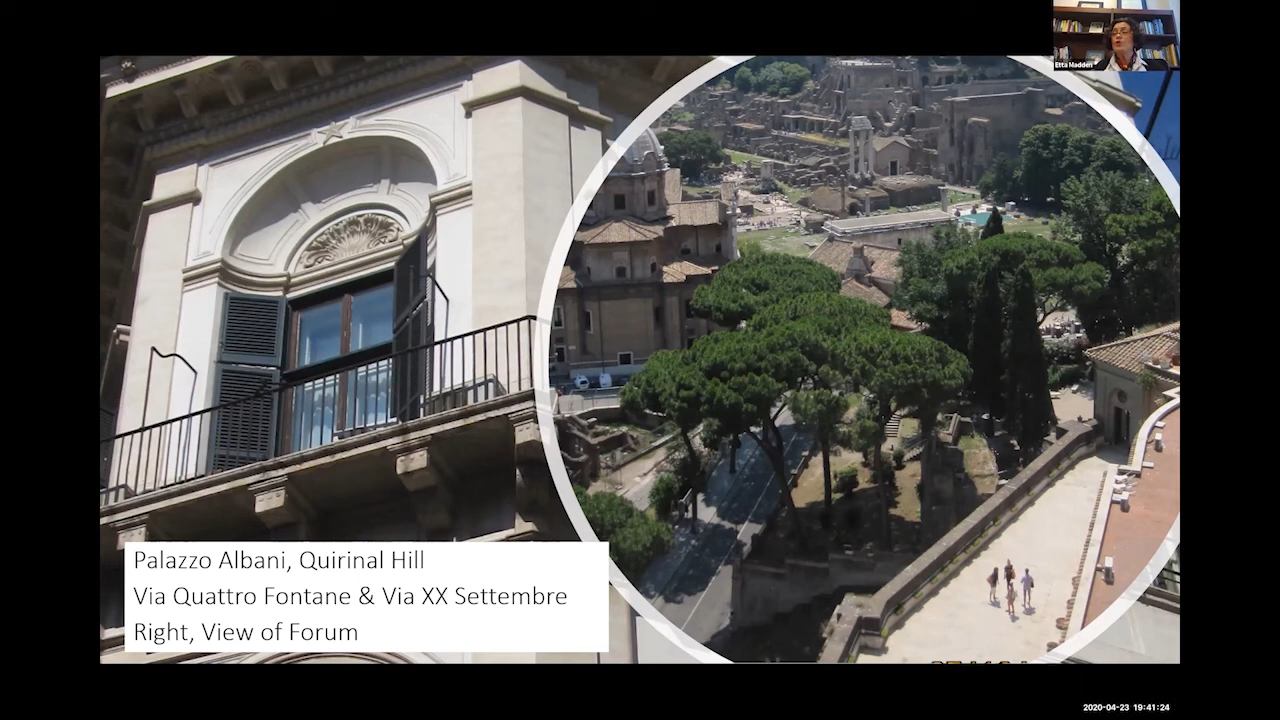 Etta Madden
Palazzo Albani, Quirinal Hill
Via Quattro Fontane & Via XX Settembre
Right, View of Forum
2020-04-23 19:41:24